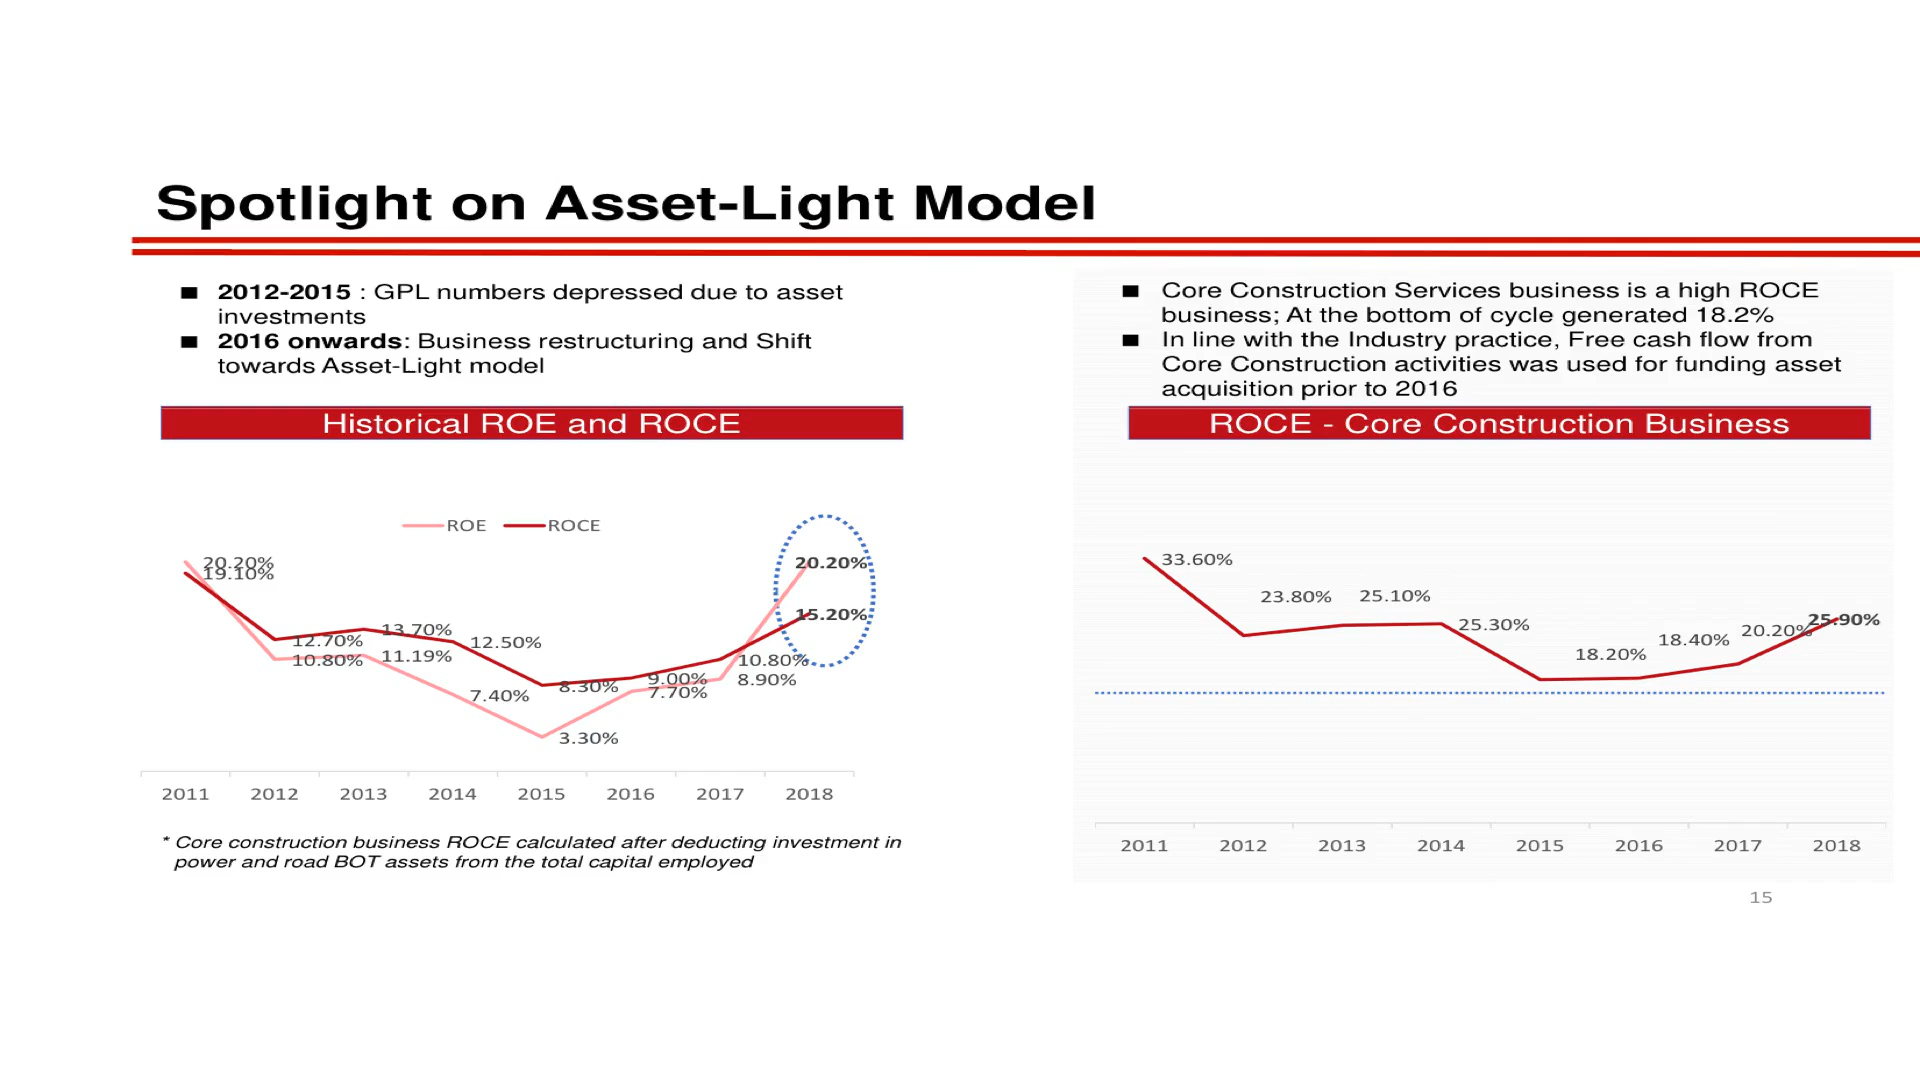 Spotlight on Asset-Light Model
■ 2012-2015 : GPL numbers depressed due to asset
investments
■ 2016 onwards: Business restructuring and Shift
towards Asset-Light model
Historical ROE and ROCE
ROE ROCE
20.20%
19.10%
12.70%
10.80%
13.70%
11.19%
12.50%
7.40%
8.30%
3.30%
9.00%
7.70%
10.80%
8.90%
20.20%
15.20%
2011 2012 2013 2014 2015 2016 2017 2018
* Core construction business ROCE calculated after deducting investment in
power and road BOT assets from the total capital employed
■ Core Construction Services business is a high ROCE
business; At the bottom of cycle generated 18.2%
■ In line with the Industry practice, Free cash flow from
Core Construction activities was used for funding asset
acquisition prior to 2016
ROCE - Core Construction Business
33.60%
23.80%
25.10%
25.30%
18.20%
18.40%
20.20%
25.90%
2011 2012 2013 2014 2015 2016 2017 2018
15